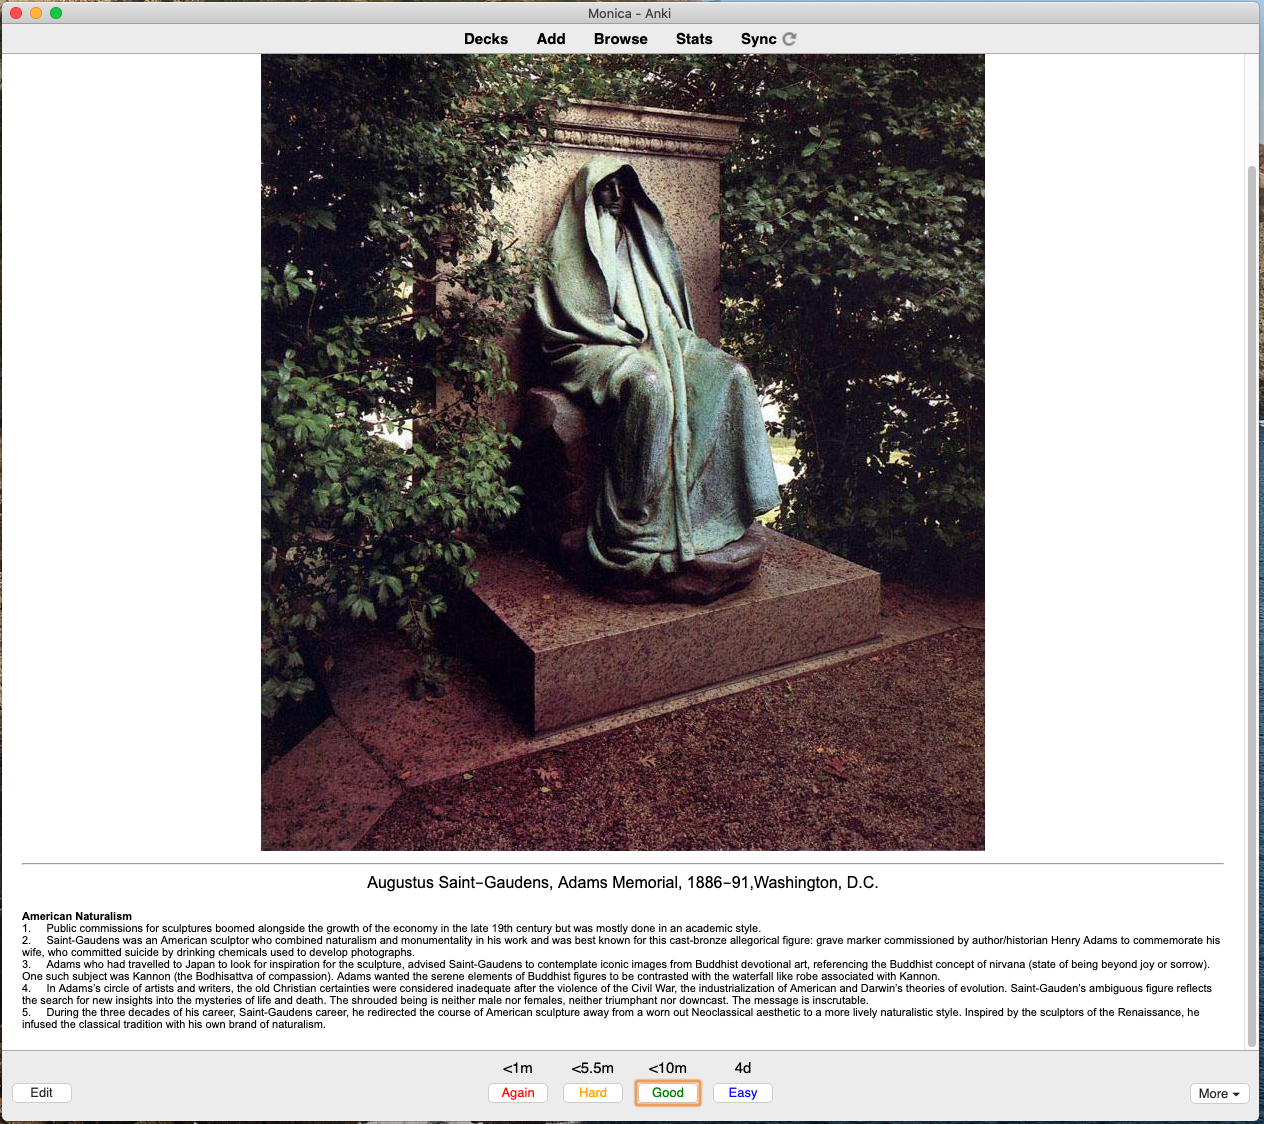 Monica - Anki
Decks Add Browse Stats Sync
Augustus Saint-Gaudens, Adams Memorial, 1886-91,Washington, D.C.
American Naturalism
1. Public commissions for sculptures boomed alongside the growth of the economy in the late 19th century but was mostly done in an academic style.
2. Saint-Gaudens was an American sculptor who combined naturalism and monumentality in his work and was best known for this cast-bronze allegorical figure: grave marker commissioned by author/historian Henry Adams to commemorate his
wife, who committed suicide by drinking chemicals used to develop photographs.
3. Adams who had travelled to Japan to look for inspiration for the sculpture, advised Saint-Gaudens to contemplate iconic images from Buddhist devotional art, referencing the Buddhist concept of nirvana (state of being beyond joy or sorrow).
One such subject was Kannon (the Bodhisattva of compassion). Adams wanted the serene elements of Buddhist figures to be contrasted with the waterfall like robe associated with Kannon.
4. In Adams's circle of artists and writers, the old Christian certainties were considered inadequate after the violence of the Civil War, the industrialization of American and Darwin's theories of evolution. Saint-Gauden's ambiguous figure reflects
the search for new insights into the mysteries of life and death. The shrouded being is neither male nor females, neither triumphant nor downcast. The message is inscrutable.
5. During the three decades of his career, Saint-Gaudens career, he redirected the course of American sculpture away from a worn out Neoclassical aesthetic to a more lively naturalistic style. Inspired by the sculptors of the Renaissance, he
infused the classical tradition with his own brand of naturalism.
<1m <5.5m <10m 4d
Edit Again Hard Good Easy More